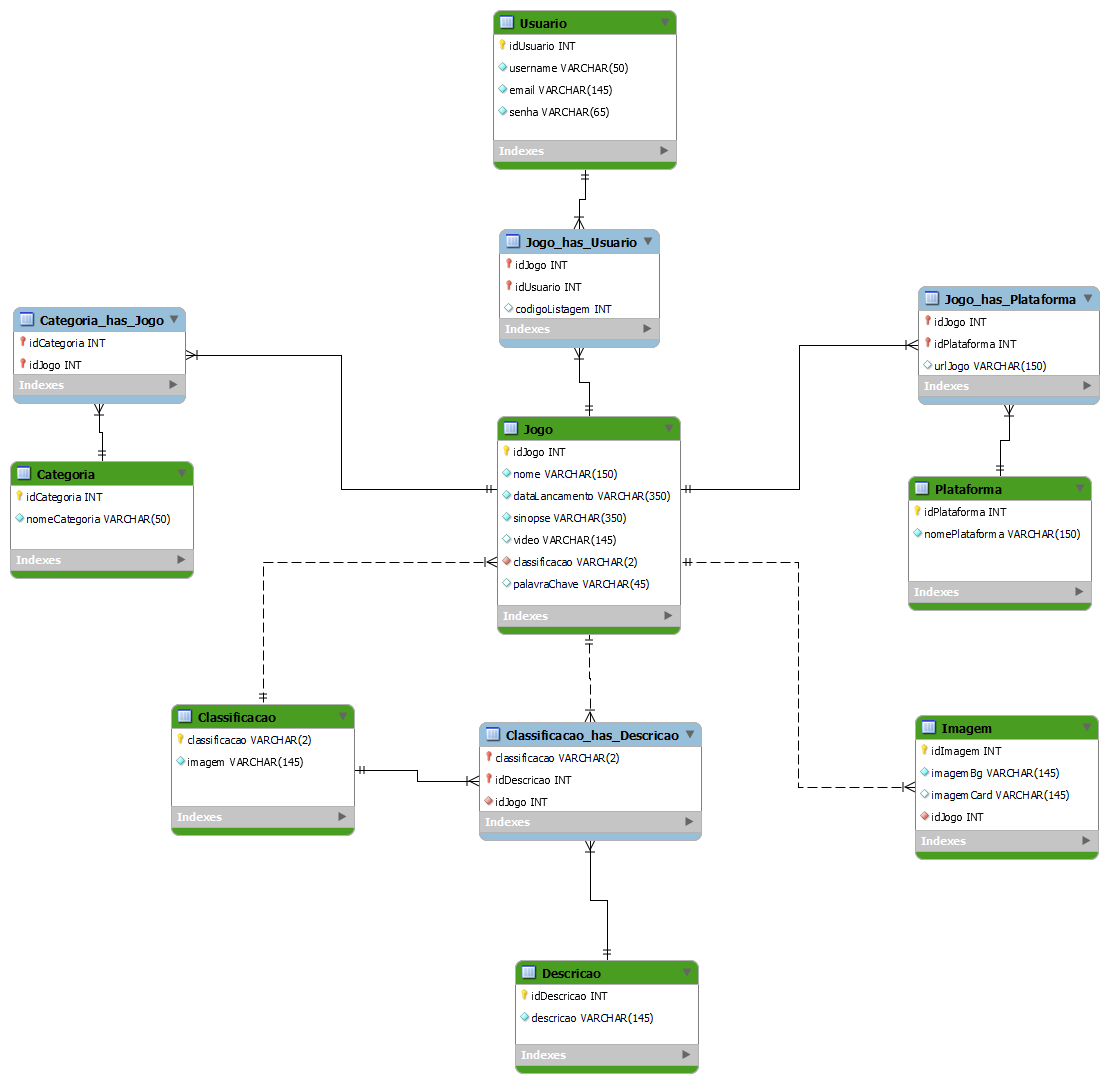 Usuario
idUsuario INT
username VARCHAR(50)
email VARCHAR(145)
senha VARCHAR(65)
Indexes
Jogo_has_Usuario
idJogo INT
idUsuario INT
codigoListagem INT
Indexes
Categoria_has_Jogo
idCategoria INT
idJogo INT
Indexes
Jogo_has_Plataforma
idJogo INT
idPlataforma INT
urlJogo VARCHAR(150)
Indexes
Categoria
idCategoria INT
nomeCategoria VARCHAR(50)
Indexes
Jogo
idJogo INT
nome VARCHAR(150)
dataLancamento VARCHAR(350)
sinopse VARCHAR(350)
video VARCHAR(145)
classificacao VARCHAR(2)
palavraChave VARCHAR(45)
Indexes
Plataforma
idPlataforma INT
nomePlataforma VARCHAR(150)
Indexes
Classificacao
classificacao VARCHAR(2)
imagem VARCHAR(145)
Indexes
Classificacao_has_Descricao
classificacao VARCHAR(2)
idDescricao INT
idJogo INT
Indexes
Imagem
idImagem INT
imagemBg VARCHAR(145)
imagemCard VARCHAR(145)
idJogo INT
Indexes
Descricao
idDescricao INT
descricao VARCHAR(145)
Indexes